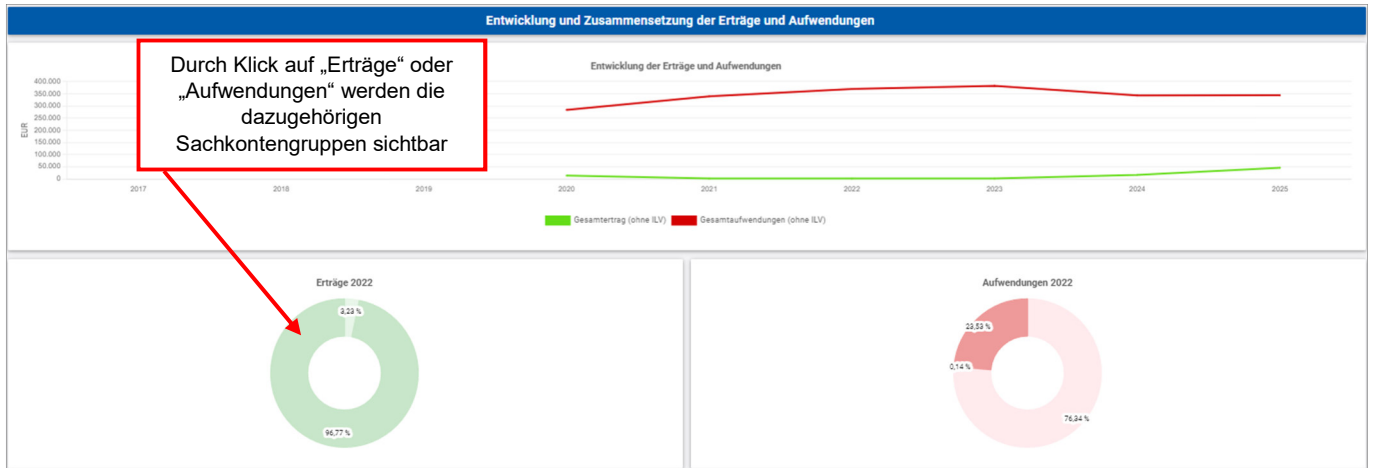 Entwicklung und Zusammensetzung der Erträge und Aufwendungen
Durch Klick auf „Erträge“ oder
„Aufwendungen“ werden die
dazugehörigen
Sachkontengruppen sichtbar
Entwicklung der Erträge und Aufwendungen
EUR
400.000
350.000
300.000
250.000
200.000
150.000
100.000
50.000
0
2017 2018 2019 2020 2021 2022 2023 2024 2025
Gesamtertrag (ohne ILV) Gesamtaufwendungen (ohne ILV)
Erträge 2022
3,23 %
96,77 %
Aufwendungen 2022
23,53 %
0,14 %
76,34 %